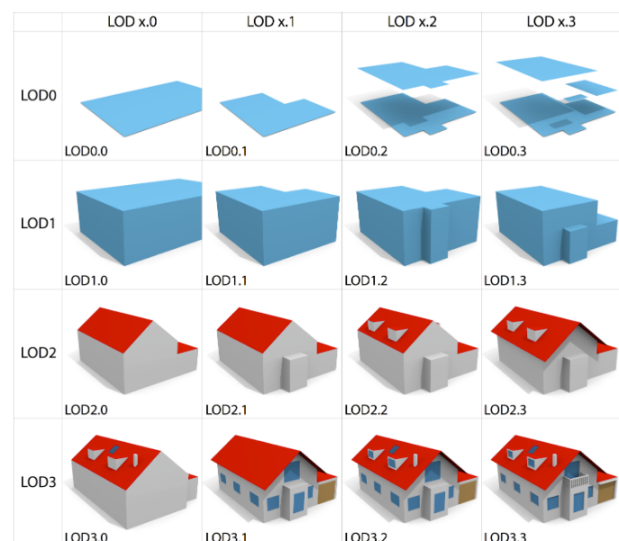 LOD x.0 LOD x.1 LOD x.2 LOD x.3
LOD0
LOD0.0 LOD0.1 LOD0.2 LOD0.3
LOD1
LOD1.0 LOD1.1 LOD1.2 LOD1.3
LOD2
LOD2.0 LOD2.1 LOD2.2 LOD2.3
LOD3
LOD3.0 LOD3.1 LOD3.2 LOD3.3